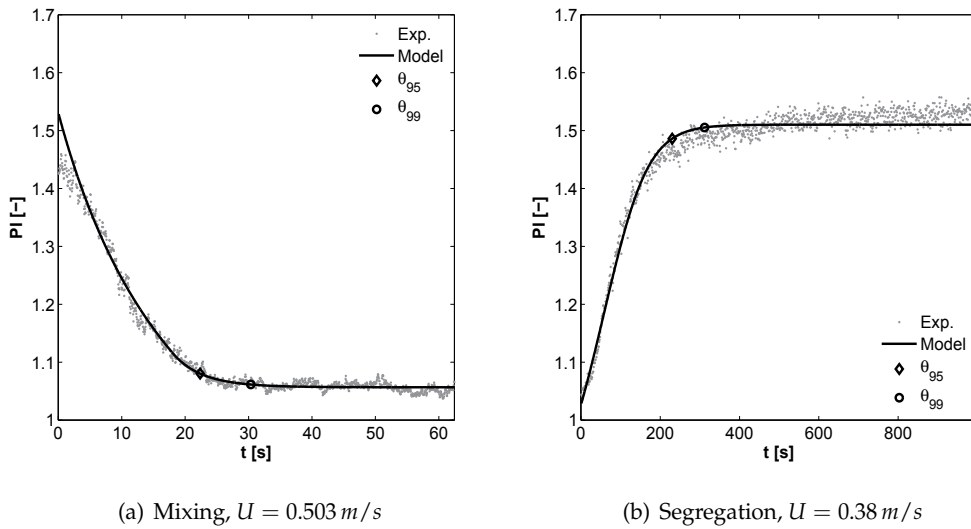 1.7
1.6
1.5
1.4
1.3
1.2
1.1
1
PI [−]
0 10 20 30 40 50 60
t [s]
Exp.
Model
θ95
θ99
(a) Mixing, U = 0.503 m/s
1.7
1.6
1.5
1.4
1.3
1.2
1.1
1
PI [−]
0 200 400 600 800
t [s]
Exp.
Model
θ95
θ99
(b) Segregation, U = 0.38 m/s